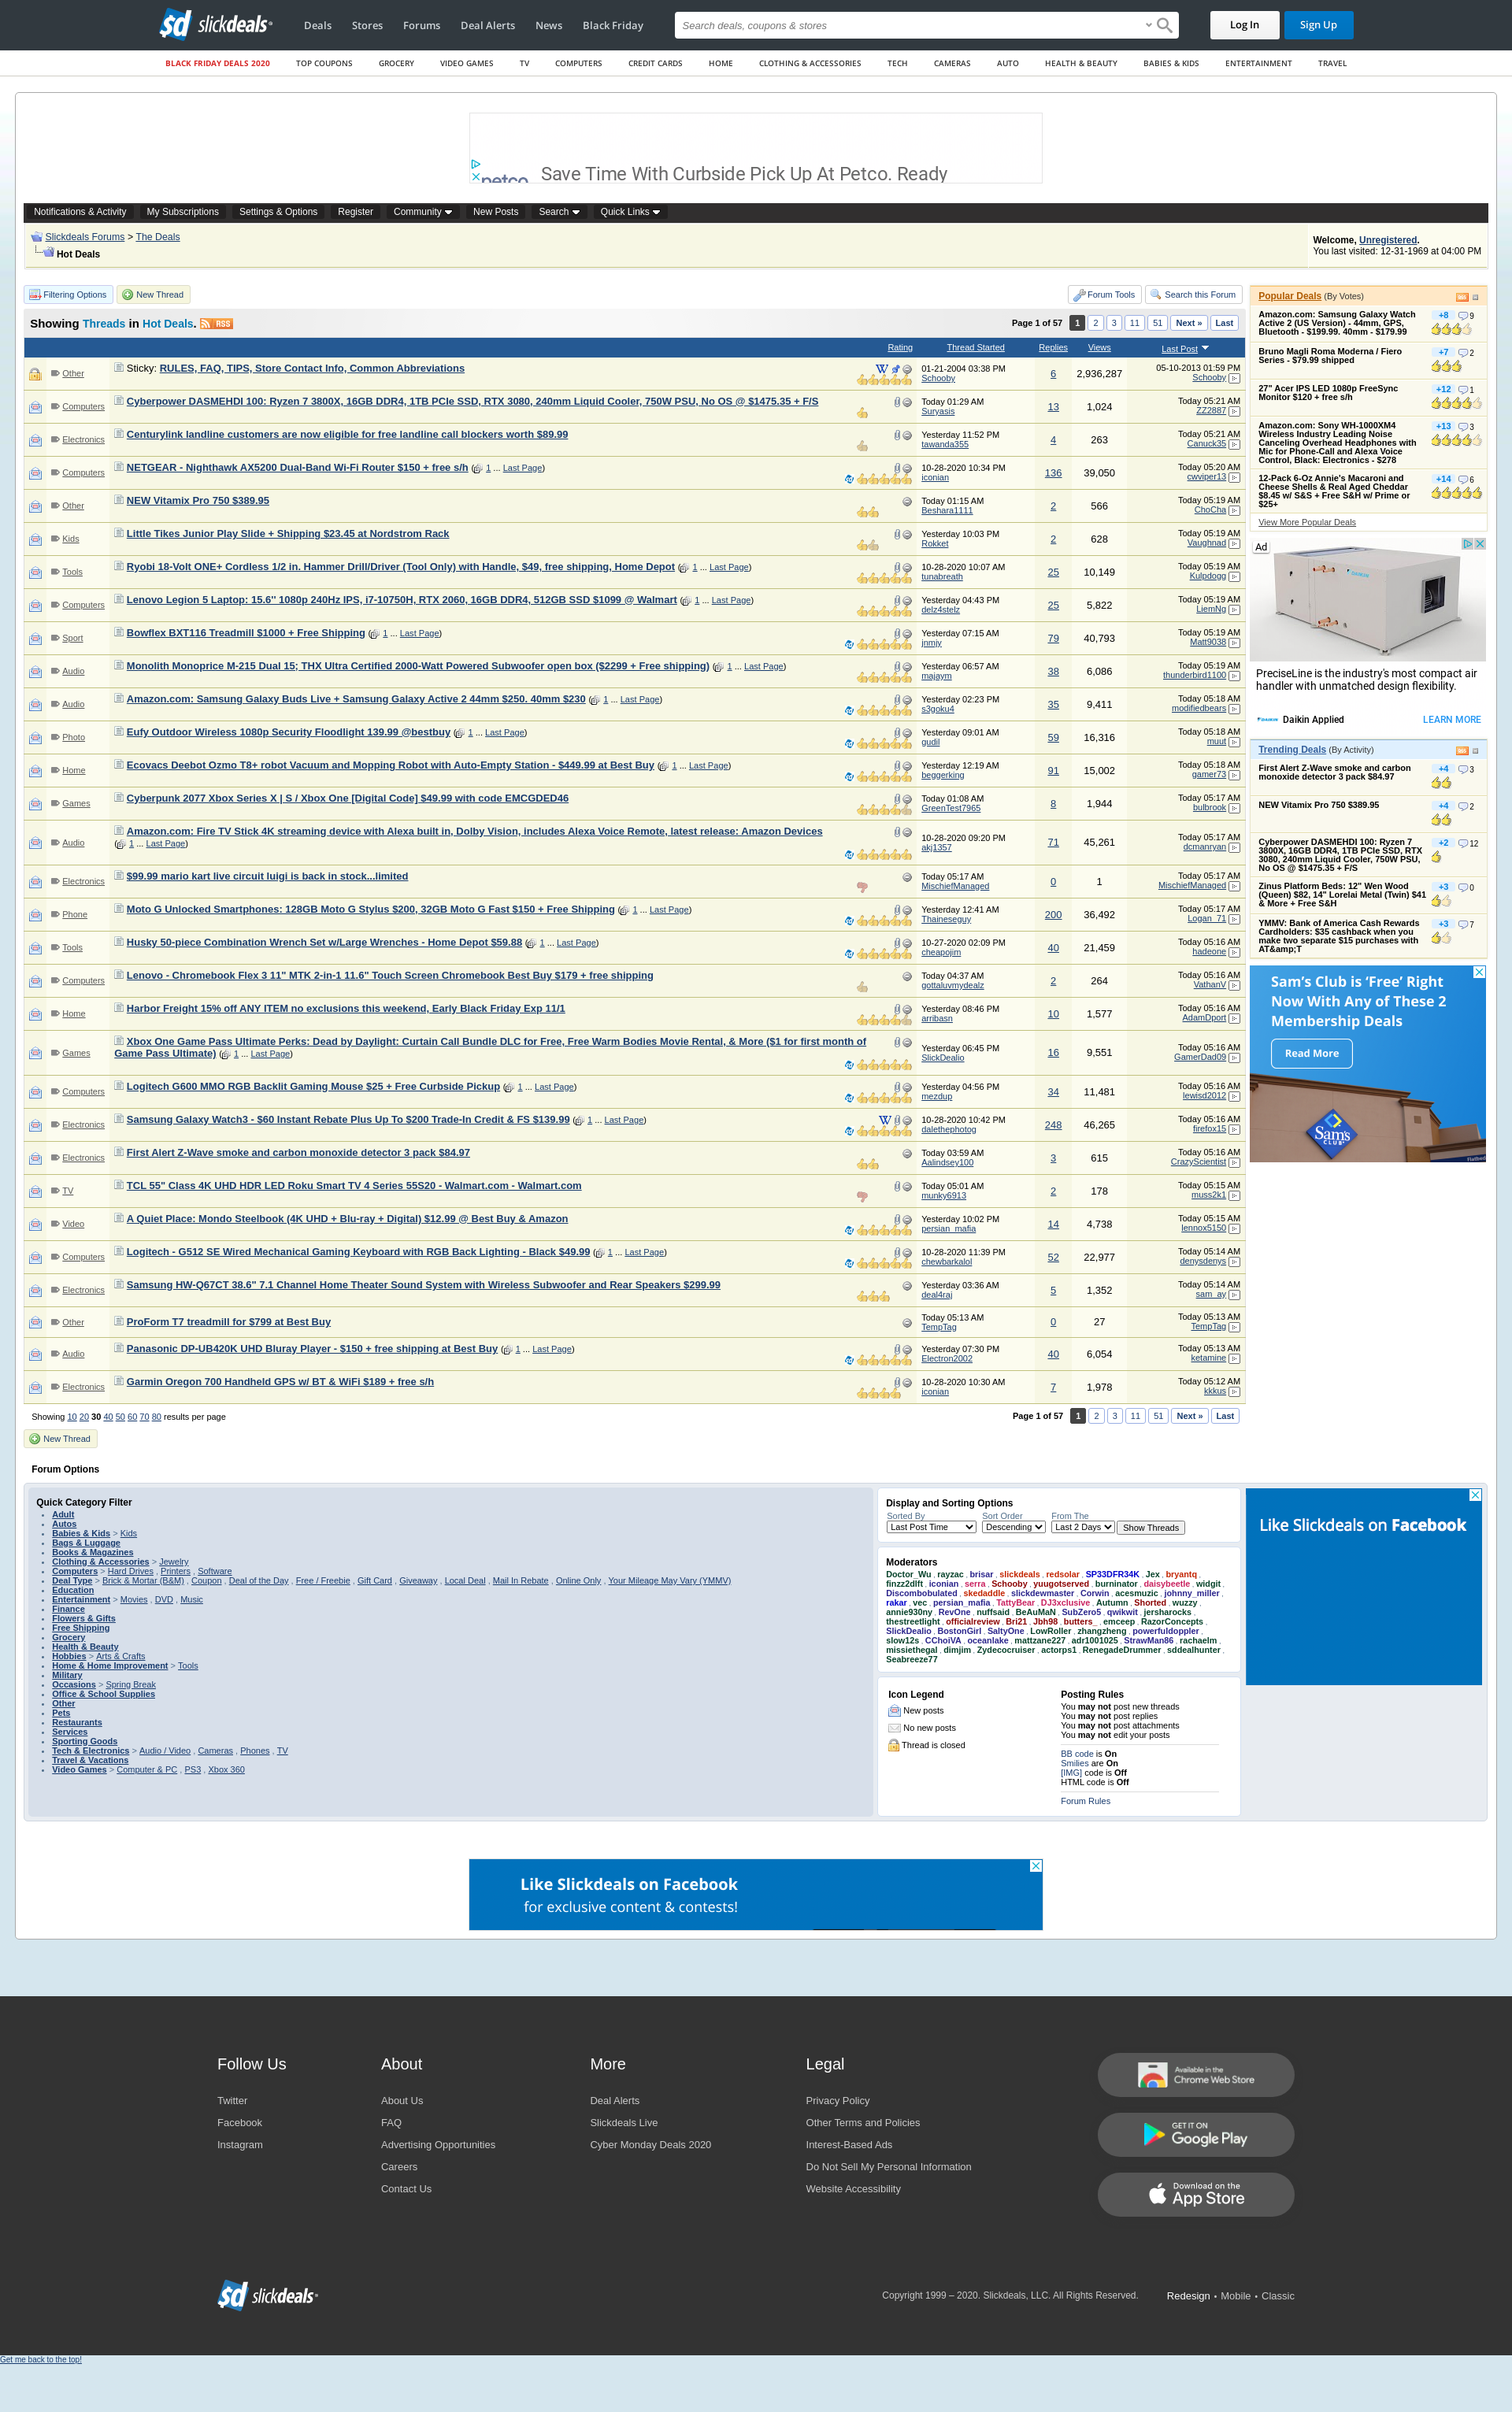 slickdeals
Deals Stores Forums Deal Alerts News Black Friday
Search deals, coupons & stores
Log In Sign Up
BLACK FRIDAY DEALS 2020 TOP COUPONS GROCERY VIDEO GAMES TV COMPUTERS CREDIT CARDS HOME CLOTHING & ACCESSORIES TECH CAMERAS AUTO HEALTH & BEAUTY BABIES & KIDS ENTERTAINMENT TRAVEL
Save Time With Curbside Pick Up At Petco. Ready
Notifications & Activity My Subscriptions Settings & Options Register Community New Posts Search Quick Links
Slickdeals Forums > The Deals
Hot Deals
Welcome, Unregistered.
You last visited: 12-31-1969 at 04:00 PM
Filtering Options New Thread Forum Tools Search this Forum
Showing Threads in Hot Deals. RSS
Page 1 of 57 1 2 3 11 51 Next » Last
Rating Thread Started Replies Views Last Post
Other Sticky: RULES, FAQ, TIPS, Store Contact Info, Common Abbreviations 01-21-2004 03:38 PM Schooby 6 2,936,287 05-10-2013 01:59 PM Schooby
Computers Cyberpower DASMEHDI 100: Ryzen 7 3800X, 16GB DDR4, 1TB PCIe SSD, RTX 3080, 240mm Liquid Cooler, 750W PSU, No OS @ $1475.35 + F/S Today 01:29 AM Suryasis 13 1,024 Today 05:21 AM ZZ2887
Electronics Centurylink landline customers are now eligible for free landline call blockers worth $89.99 Yesterday 11:52 PM tawanda355 4 263 Today 05:21 AM Canuck35
Computers NETGEAR - Nighthawk AX5200 Dual-Band Wi-Fi Router $150 + free s/h ( 1 ... Last Page) 10-28-2020 10:34 PM iconian 136 39,050 Today 05:20 AM cwviper13
Other NEW Vitamix Pro 750 $389.95 Today 01:15 AM Beshara1111 2 566 Today 05:19 AM ChoCha
Kids Little Tikes Junior Play Slide + Shipping $23.45 at Nordstrom Rack Yesterday 10:03 PM Rokket 2 628 Today 05:19 AM Vaughnad
Tools Ryobi 18-Volt ONE+ Cordless 1/2 in. Hammer Drill/Driver (Tool Only) with Handle, $49, free shipping, Home Depot ( 1 ... Last Page) 10-28-2020 10:07 AM tunabreath 25 10,149 Today 05:19 AM Kulpdogg
Computers Lenovo Legion 5 Laptop: 15.6'' 1080p 240Hz IPS, i7-10750H, RTX 2060, 16GB DDR4, 512GB SSD $1099 @ Walmart ( 1 ... Last Page) Yesterday 04:43 PM delz4stelz 25 5,822 Today 05:19 AM LiemNg
Sport Bowflex BXT116 Treadmill $1000 + Free Shipping ( 1 ... Last Page) Yesterday 07:15 AM jnmjy 79 40,793 Today 05:19 AM Matt9038
Audio Monolith Monoprice M-215 Dual 15; THX Ultra Certified 2000-Watt Powered Subwoofer open box ($2299 + Free shipping) ( 1 ... Last Page) Yesterday 06:57 AM majaym 38 6,086 Today 05:19 AM thunderbird1100
Audio Amazon.com: Samsung Galaxy Buds Live + Samsung Galaxy Active 2 44mm $250. 40mm $230 ( 1 ... Last Page) Yesterday 02:23 PM s3goku4 35 9,411 Today 05:18 AM modifiedbears
Photo Eufy Outdoor Wireless 1080p Security Floodlight 139.99 @bestbuy ( 1 ... Last Page) Yesterday 09:01 AM gudil 59 16,316 Today 05:18 AM muut
Home Ecovacs Deebot Ozmo T8+ robot Vacuum and Mopping Robot with Auto-Empty Station - $449.99 at Best Buy ( 1 ... Last Page) Yesterday 12:19 AM beggerking 91 15,002 Today 05:18 AM gamer73
Games Cyberpunk 2077 Xbox Series X | S / Xbox One [Digital Code] $49.99 with code EMCGDED46 Today 01:08 AM GreenTest7965 8 1,944 Today 05:17 AM bulbrook
Audio Amazon.com: Fire TV Stick 4K streaming device with Alexa built in, Dolby Vision, includes Alexa Voice Remote, latest release: Amazon Devices ( 1 ... Last Page) 10-28-2020 09:20 PM akj1357 71 45,261 Today 05:17 AM dcmanryan
Electronics $99.99 mario kart live circuit luigi is back in stock...limited Today 05:17 AM MischiefManaged 0 1 Today 05:17 AM MischiefManaged
Phone Moto G Unlocked Smartphones: 128GB Moto G Stylus $200, 32GB Moto G Fast $150 + Free Shipping ( 1 ... Last Page) Yesterday 12:41 AM Thaineseguy 200 36,492 Today 05:17 AM Logan_71
Tools Husky 50-piece Combination Wrench Set w/Large Wrenches - Home Depot $59.88 ( 1 ... Last Page) 10-27-2020 02:09 PM cheapojim 40 21,459 Today 05:16 AM hadeone
Computers Lenovo - Chromebook Flex 3 11" MTK 2-in-1 11.6" Touch Screen Chromebook Best Buy $179 + free shipping Today 04:37 AM gottaluvmydealz 2 264 Today 05:16 AM VathanV
Home Harbor Freight 15% off ANY ITEM no exclusions this weekend, Early Black Friday Exp 11/1 Yesterday 08:46 PM arribasn 10 1,577 Today 05:16 AM AdamDport
Games Xbox One Game Pass Ultimate Perks: Dead by Daylight: Curtain Call Bundle DLC for Free, Free Warm Bodies Movie Rental, & More ($1 for first month of Game Pass Ultimate) ( 1 ... Last Page) Yesterday 06:45 PM SlickDealio 16 9,551 Today 05:16 AM GamerDad09
Computers Logitech G600 MMO RGB Backlit Gaming Mouse $25 + Free Curbside Pickup ( 1 ... Last Page) Yesterday 04:56 PM mezdup 34 11,481 Today 05:16 AM lewisd2012
Electronics Samsung Galaxy Watch3 - $60 Instant Rebate Plus Up To $200 Trade-In Credit & FS $139.99 ( 1 ... Last Page) 10-28-2020 10:42 PM dalethephotog 248 46,265 Today 05:16 AM firefox15
Electronics First Alert Z-Wave smoke and carbon monoxide detector 3 pack $84.97 Today 03:59 AM Aalindsey100 3 615 Today 05:16 AM CrazyScientist
TV TCL 55" Class 4K UHD HDR LED Roku Smart TV 4 Series 55S20 - Walmart.com - Walmart.com Today 05:01 AM munky6913 2 178 Today 05:15 AM muss2k1
Video A Quiet Place: Mondo Steelbook (4K UHD + Blu-ray + Digital) $12.99 @ Best Buy & Amazon Yesterday 10:02 PM persian_mafia 14 4,738 Today 05:15 AM lennox5150
Computers Logitech - G512 SE Wired Mechanical Gaming Keyboard with RGB Back Lighting - Black $49.99 ( 1 ... Last Page) 10-28-2020 11:39 PM chewbarkalol 52 22,977 Today 05:14 AM denysdenys
Electronics Samsung HW-Q67CT 38.6" 7.1 Channel Home Theater Sound System with Wireless Subwoofer and Rear Speakers $299.99 Yesterday 03:36 AM deal4raj 5 1,352 Today 05:14 AM sam_ay
Other ProForm T7 treadmill for $799 at Best Buy Today 05:13 AM TempTag 0 27 Today 05:13 AM TempTag
Audio Panasonic DP-UB420K UHD Bluray Player - $150 + free shipping at Best Buy ( 1 ... Last Page) Yesterday 07:30 PM Electron2002 40 6,054 Today 05:13 AM ketamine
Electronics Garmin Oregon 700 Handheld GPS w/ BT & WiFi $189 + free s/h 10-28-2020 10:30 AM iconian 7 1,978 Today 05:12 AM kkkus
Showing 10 20 30 40 50 60 70 80 results per page
Page 1 of 57 1 2 3 11 51 Next » Last
New Thread
Popular Deals (By Votes)
Amazon.com: Samsung Galaxy Watch Active 2 (US Version) - 44mm, GPS, Bluetooth - $199.99. 40mm - $179.99 +8 9
Bruno Magli Roma Moderna / Fiero Series - $79.99 shipped +7 2
27" Acer IPS LED 1080p FreeSync Monitor $120 + free s/h +12 1
Amazon.com: Sony WH-1000XM4 Wireless Industry Leading Noise Canceling Overhead Headphones with Mic for Phone-Call and Alexa Voice Control, Black: Electronics - $278 +13 3
12-Pack 6-Oz Annie's Macaroni and Cheese Shells & Real Aged Cheddar $8.45 w/ S&S + Free S&H w/ Prime or $25+ +14 6
View More Popular Deals
Ad
PreciseLine is the industry's most compact air
handler with unmatched design flexibility.
Daikin Applied LEARN MORE
Trending Deals (By Activity)
First Alert Z-Wave smoke and carbon monoxide detector 3 pack $84.97 +4 3
NEW Vitamix Pro 750 $389.95 +4 2
Cyberpower DASMEHDI 100: Ryzen 7 3800X, 16GB DDR4, 1TB PCIe SSD, RTX 3080, 240mm Liquid Cooler, 750W PSU, No OS @ $1475.35 + F/S +2 12
Zinus Platform Beds: 12" Wen Wood (Queen) $82, 14" Lorelai Metal (Twin) $41 & More + Free S&H +3 0
YMMV: Bank of America Cash Rewards Cardholders: $35 cashback when you make two separate $15 purchases with AT&amp;T +3 7
Sam's Club is 'Free' Right
Now With Any of These 2
Membership Deals
Read More
Sam's CLUB
Forum Options
Quick Category Filter
Adult
Autos
Babies & Kids > Kids
Bags & Luggage
Books & Magazines
Clothing & Accessories > Jewelry
Computers > Hard Drives , Printers , Software
Deal Type > Brick & Mortar (B&M) , Coupon , Deal of the Day , Free / Freebie , Gift Card , Giveaway , Local Deal , Mail In Rebate , Online Only , Your Mileage May Vary (YMMV)
Education
Entertainment > Movies , DVD , Music
Finance
Flowers & Gifts
Free Shipping
Grocery
Health & Beauty
Hobbies > Arts & Crafts
Home & Home Improvement > Tools
Military
Occasions > Spring Break
Office & School Supplies
Other
Pets
Restaurants
Services
Sporting Goods
Tech & Electronics > Audio / Video , Cameras , Phones , TV
Travel & Vacations
Video Games > Computer & PC , PS3 , Xbox 360
Display and Sorting Options
Sorted By Sort Order From The
Last Post Time Descending Last 2 Days Show Threads
Moderators
Doctor_Wu , rayzac , brisar , slickdeals , redsolar , SP33DFR34K , Jex , bryantq ,
finzz2dlft , iconian , serra , Schooby , yuugotserved , burninator , daisybeetle , widgit ,
Discombobulated , skedaddle , slickdewmaster , Corwin , acesmuzic , johnny_miller ,
rakar , vec , persian_mafia , TattyBear , DJ3xclusive , Autumn , Shorted , wuzzy ,
annie930ny , RevOne , nuffsaid , BeAuMaN , SubZero5 , qwikwit , jersharocks ,
thestreetlight , officialreview , Bri21 , Jbh98 , butters_ , emceep , RazorConcepts ,
SlickDealio , BostonGirl , SaltyOne , LowRoller , zhangzheng , powerfuldoppler ,
slow12s , CChoiVA , oceanlake , mattzane227 , adr1001025 , StrawMan86 , rachaelm ,
missiethegal , dimjim , Zydecocruiser , actorps1 , RenegadeDrummer , sddealhunter ,
Seabreeze77
Icon Legend
New posts
No new posts
Thread is closed
Posting Rules
You may not post new threads
You may not post replies
You may not post attachments
You may not edit your posts
BB code is On
Smilies are On
[IMG] code is Off
HTML code is Off
Forum Rules
Like Slickdeals on Facebook
Like Slickdeals on Facebook
for exclusive content & contests!
Follow Us
Twitter
Facebook
Instagram
About
About Us
FAQ
Advertising Opportunities
Careers
Contact Us
More
Deal Alerts
Slickdeals Live
Cyber Monday Deals 2020
Legal
Privacy Policy
Other Terms and Policies
Interest-Based Ads
Do Not Sell My Personal Information
Website Accessibility
Available in the
Chrome Web Store
GET IT ON
Google Play
Download on the
App Store
slickdeals
Copyright 1999 – 2020. Slickdeals, LLC. All Rights Reserved. Redesign • Mobile • Classic
Get me back to the top!